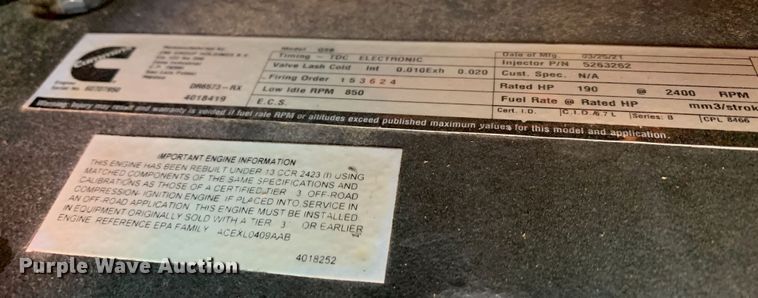 Cummins
Model QSB
Timing - TDC ELECTRONIC
Valve Lash Cold Int 0.010 Exh 0.020
Firing Order 153624
Low Idle RPM 850
E.C.S.
Date of Mfg 03/25/21
Injector P/N 5263262
Cust. Spec. N/A
Rated HP 190 @ 2400 RPM
Fuel Rate @ Rated HP mm3/strok
Cert. I.D. C.I.D./6.7 L Series: B CPL 8466
Engine
Serial No. 60707850
DR6573-RX
4018419
Warning: Injury may result and warranty is voided if fuel rate RPM or altitudes exceed published maximum values for this model and application.
IMPORTANT ENGINE INFORMATION
THIS ENGINE HAS BEEN REBUILT UNDER 13 CCR 2423 (l) USING
MATCHED COMPONENTS OF THE SAME SPECIFICATIONS AND
CALIBRATIONS AS THOSE OF A CERTIFIED TIER 3 OFF-ROAD
COMPRESSION-IGNITION ENGINE. IF PLACED INTO SERVICE IN
AN OFF-ROAD APPLICATION, THIS ENGINE MUST BE INSTALLED
IN EQUIPMENT ORIGINALLY SOLD WITH A TIER 3 OR EARLIER
ENGINE. REFERENCE EPA FAMILY ACEXL0409AAB
4018252
Purple Wave Auction